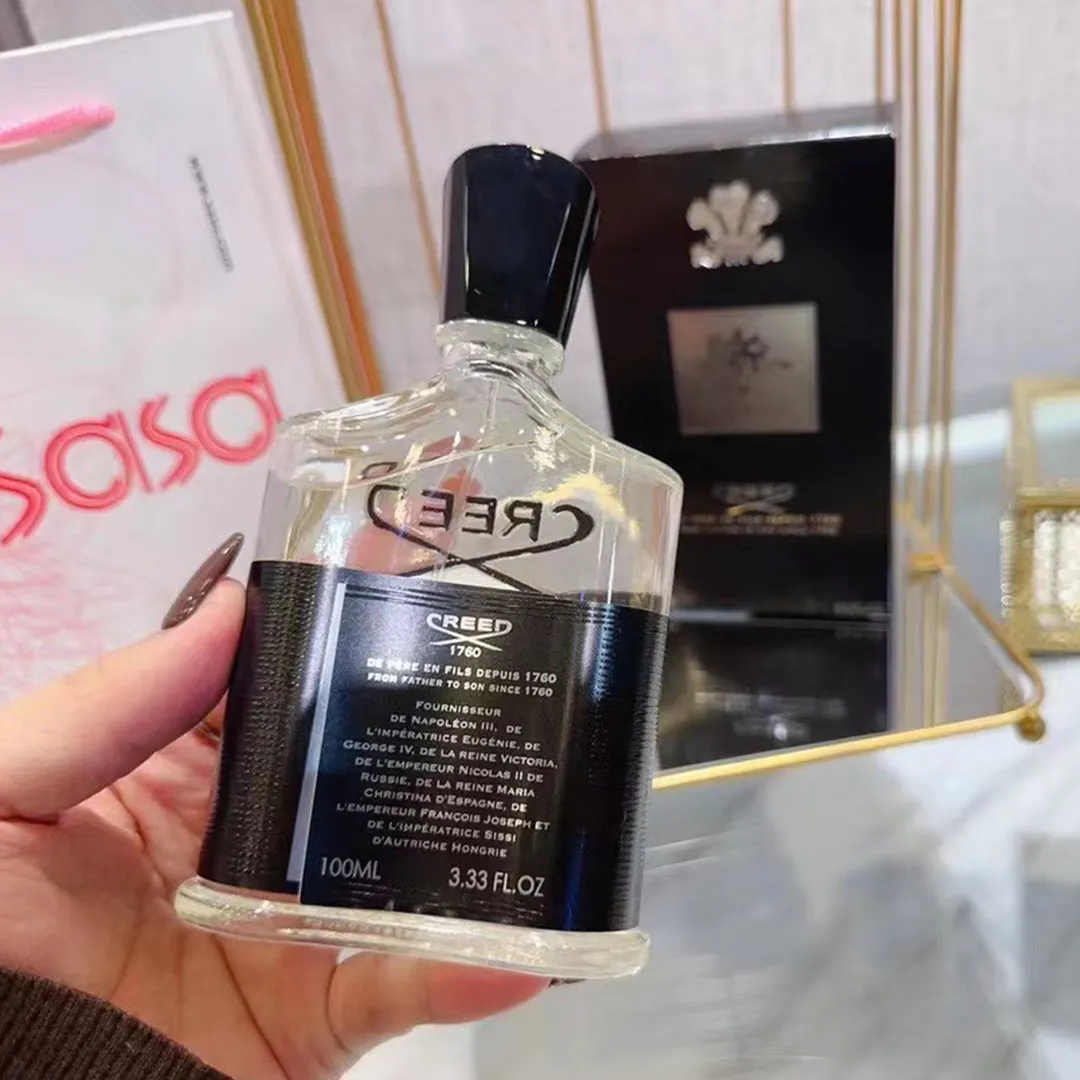 sasa
CREED
CREED
1760
DE PÈRE EN FILS DEPUIS 1760
FROM FATHER TO SON SINCE 1760
FOURNISSEUR
DE NAPOLÉON III, DE
L'IMPÉRATRICE EUGÉNIE, DE
GEORGE IV, DE LA REINE VICTORIA,
DE L'EMPEREUR NICOLAS II DE
RUSSIE, DE LA REINE MARIA
CHRISTINA D'ESPAGNE, DE
L'EMPEREUR FRANÇOIS JOSEPH ET
DE L'IMPÉRATRICE SISSI
D'AUTRICHE HONGRIE
100ML 3.33 FL.OZ
CREED